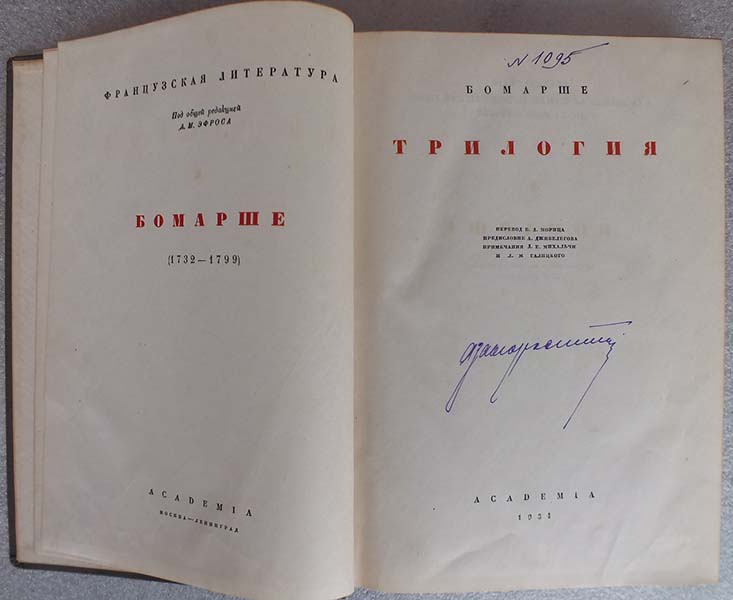 ФРАНЦУЗСКАЯ ЛИТЕРАТУРА
Под общей редакцией
А. М. ЭФРОСА
БОМАРШЕ
(1732—1799)
ACADEMIA
МОСКВА—ЛЕНИНГРАД
N 1095
БОМАРШЕ
ТРИЛОГИЯ
ПЕРЕВОД В. Д. МОРИЦА
ПРЕДИСЛОВИЕ А. ДЖИВЕЛЕГОВА
ПРИМЕЧАНИЯ Д. Е. МИХАЛЬЧИ
И Л. М. ГАЛИЦКОГО
ACADEMIA
1934